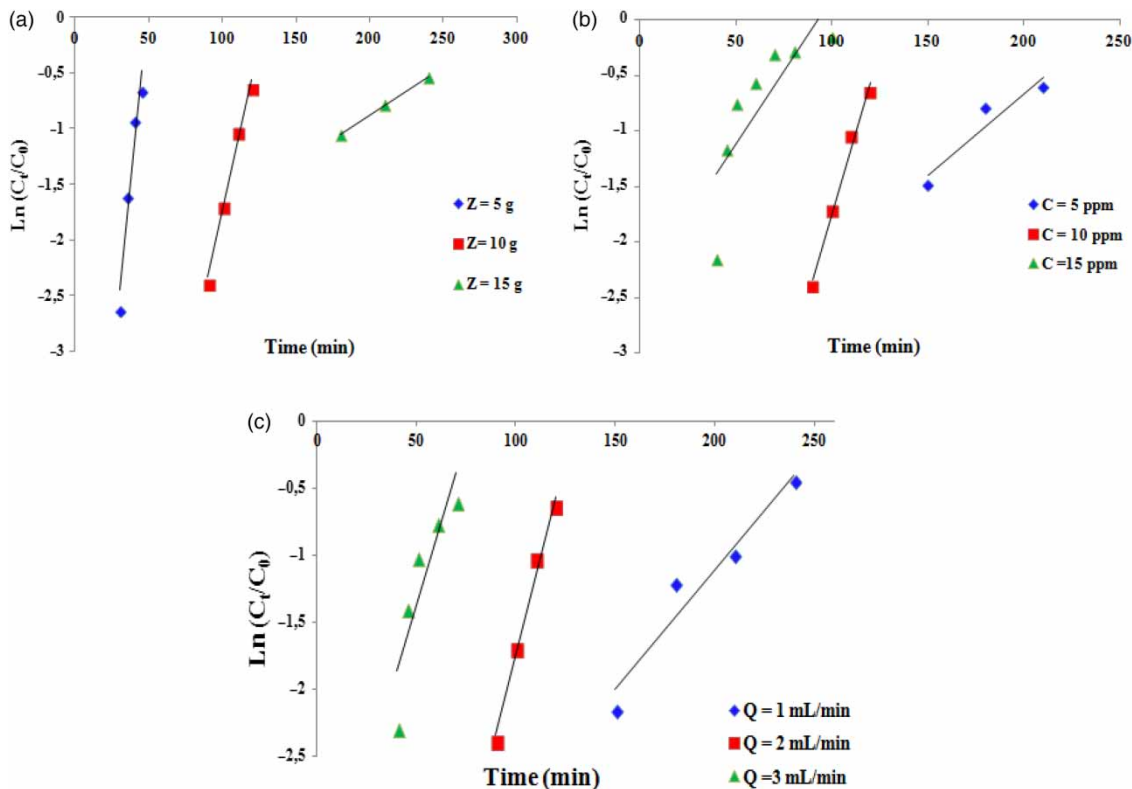 (a)
0
0 50 100 150 200 250 300
–0,5
–1
–1,5
–2
–2,5
–3
Ln (Ct/C0)
Time (min)
Z = 5 g
Z= 10 g
Z = 15 g
(b)
0
0 50 100 150 200 250
–0,5
–1
–1,5
–2
–2,5
–3
Ln (Ct/C0)
Time (min)
C = 5 ppm
C = 10 ppm
C =15 ppm
(c)
0
0 50 100 150 200 250
–0,5
–1
–1,5
–2
–2,5
Ln (Ct/C0)
Time (min)
Q = 1 mL/min
Q = 2 mL/min
Q =3 mL/min